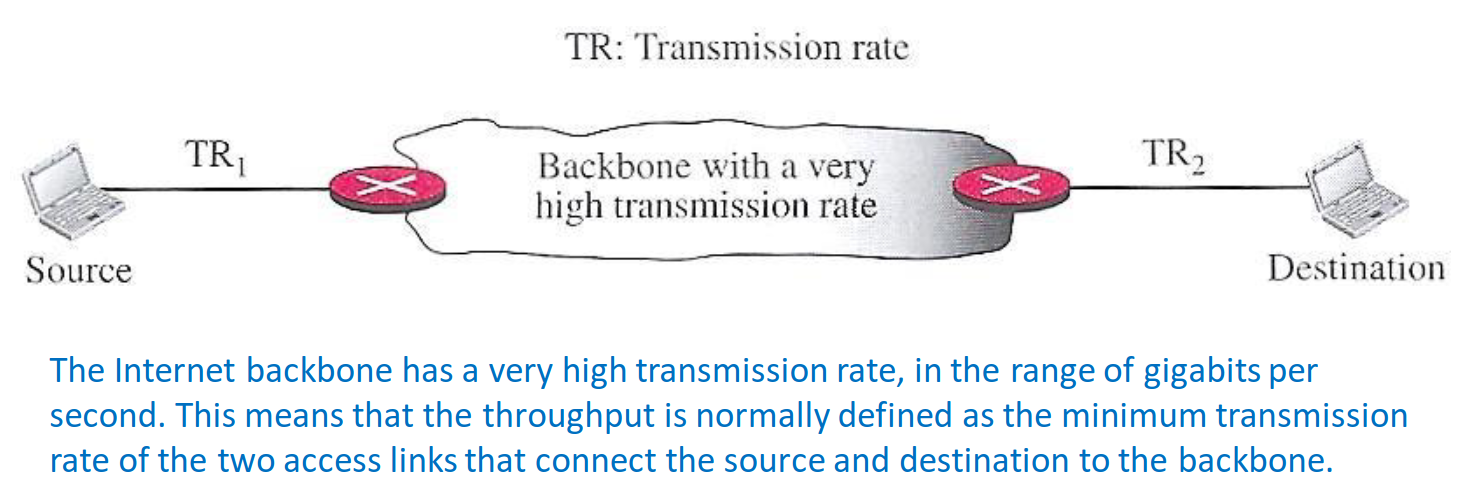 TR: Transmission rate
TR₁
Backbone with a very
high transmission rate
TR₂
Source
Destination
The Internet backbone has a very high transmission rate, in the range of gigabits per
second. This means that the throughput is normally defined as the minimum transmission
rate of the two access links that connect the source and destination to the backbone.